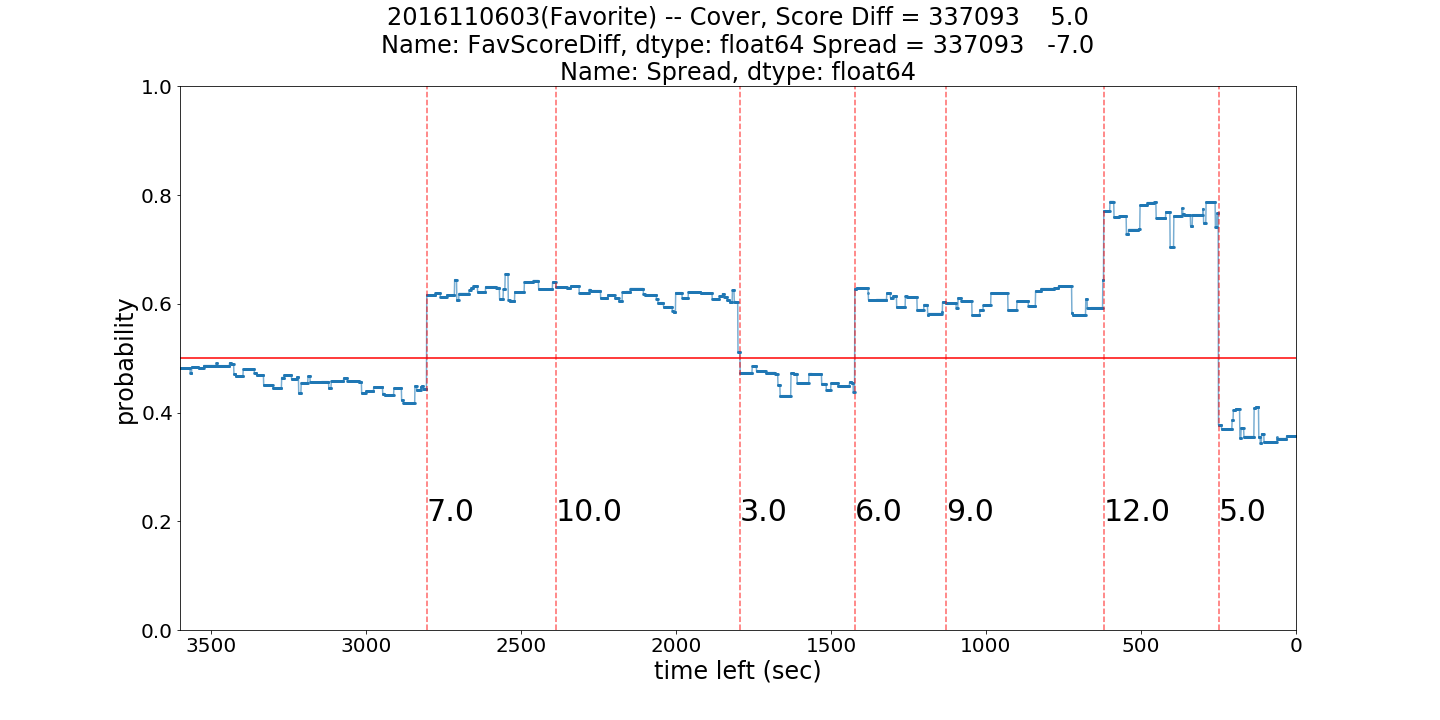 2016110603(Favorite) -- Cover, Score Diff = 337093    5.0
Name: FavScoreDiff, dtype: float64 Spread = 337093   -7.0
Name: Spread, dtype: float64
1.0
0.8
0.6
0.4
0.2
0.0
probability
7.0 10.0 3.0 6.0 9.0 12.0 5.0
3500 3000 2500 2000 1500 1000 500 0
time left (sec)